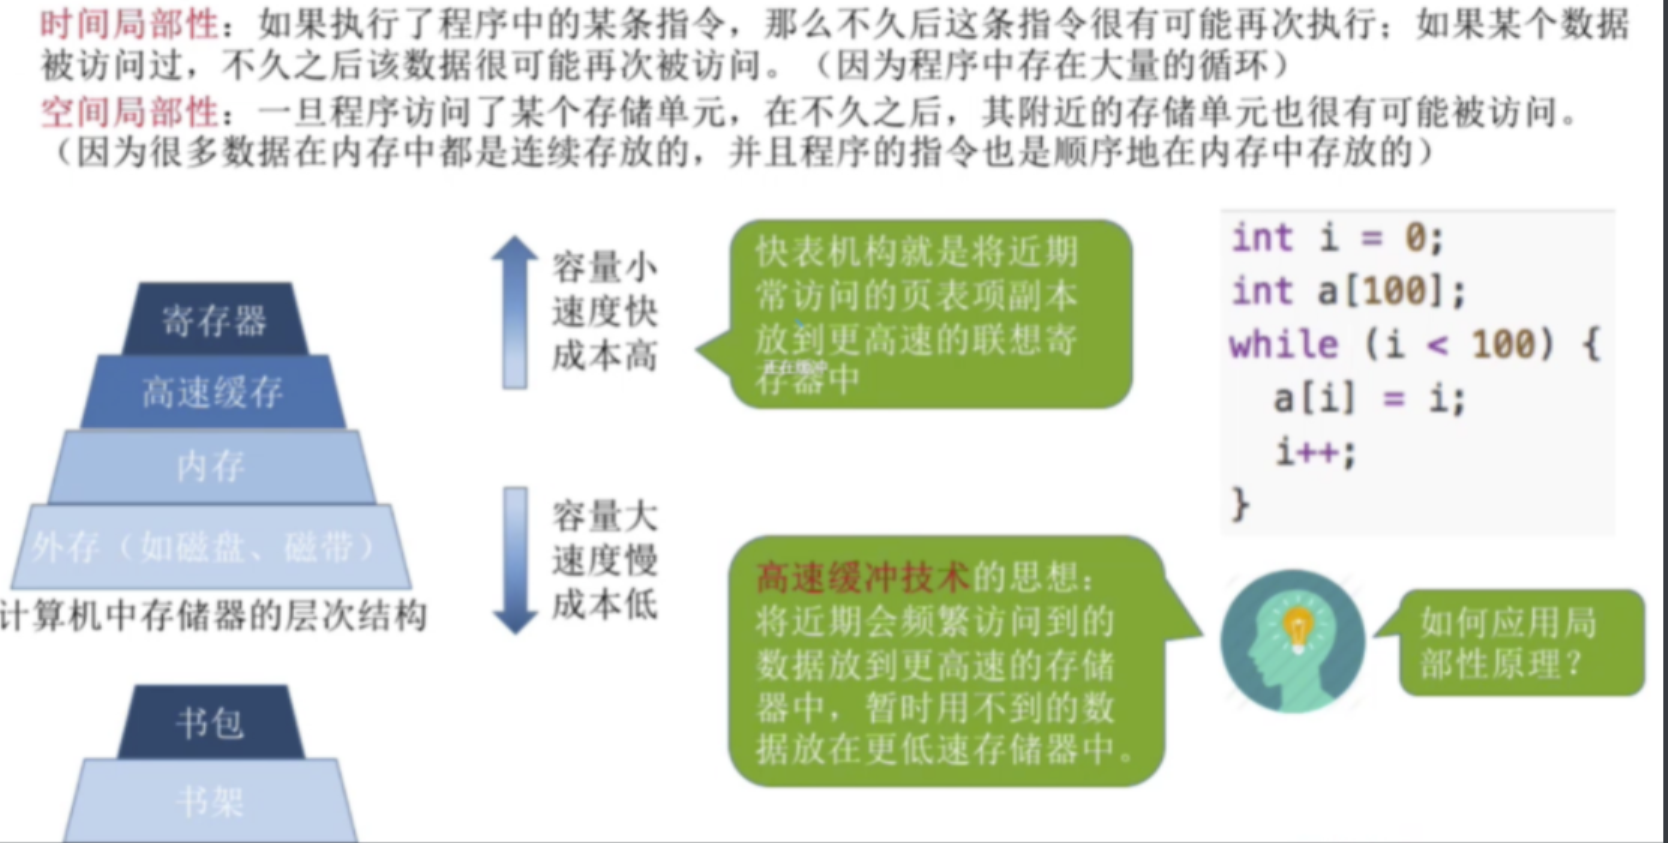 时间局部性：如果执行了程序中的某条指令，那么不久后这条指令很有可能再次执行；如果某个数据
被访问过，不久之后该数据很可能再次被访问。（因为程序中存在大量的循环）
空间局部性：一旦程序访问了某个存储单元，在不久之后，其附近的存储单元也很有可能被访问。
（因为很多数据在内存中都是连续存放的，并且程序的指令也是顺序地在内存中存放的）
寄存器
高速缓存
内存
外存（如磁盘、磁带）
计算机中存储器的层次结构
书包
书架
容量小
速度快
成本高
容量大
速度慢
成本低
快表机构就是将近期
常访问的页表项副本
放到更高速的联想寄
存器中
高速缓冲技术的思想：
将近期会频繁访问到的
数据放到更高速的存储
器中，暂时用不到的数
据放在更低速存储器中。
int i = 0;
int a[100];
while (i < 100) {
a[i] = i;
i++;
}
如何应用局
部性原理？